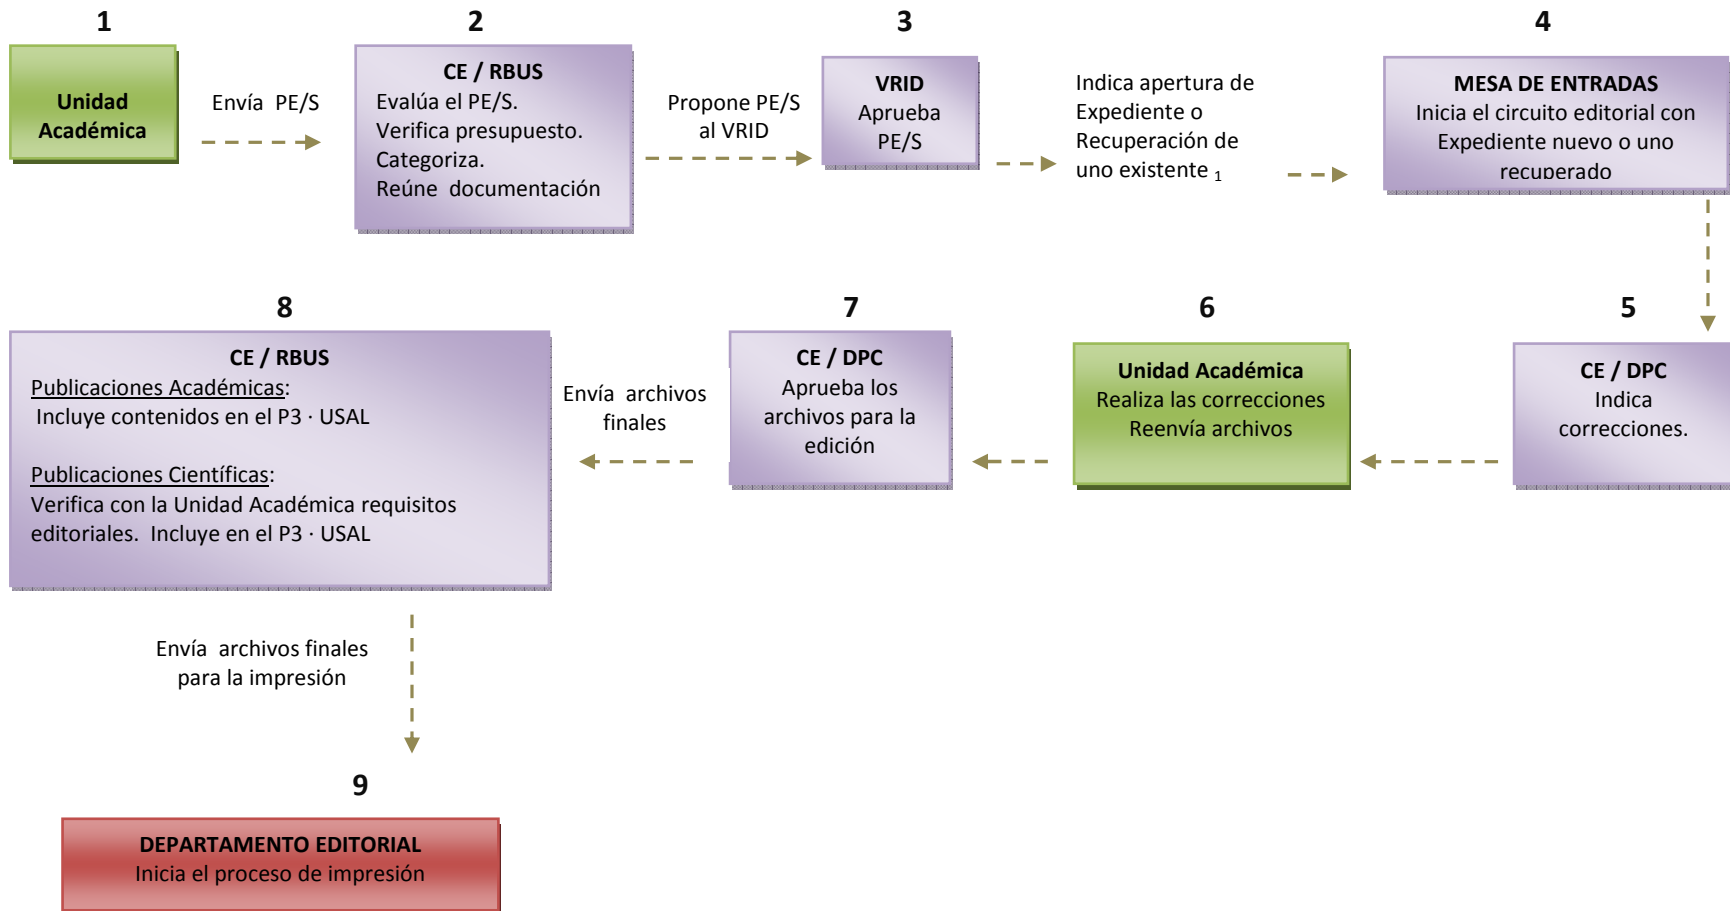 1
Unidad
Académica
Envía PE/S
2
CE / RBUS
Evalúa el PE/S.
Verifica presupuesto.
Categoriza.
Reúne documentación
Propone PE/S
al VRID
3
VRID
Aprueba
PE/S
Indica apertura de
Expediente o
Recuperación de
uno existente 1
4
MESA DE ENTRADAS
Inicia el circuito editorial con
Expediente nuevo o uno
recuperado
5
CE / DPC
Indica
correcciones.
6
Unidad Académica
Realiza las correcciones
Reenvía archivos
7
CE / DPC
Aprueba los
archivos para la
edición
Envía archivos
finales
8
CE / RBUS
Publicaciones Académicas:
Incluye contenidos en el P3 · USAL
Publicaciones Científicas:
Verifica con la Unidad Académica requisitos
editoriales. Incluye en el P3 · USAL
Envía archivos finales
para la impresión
9
DEPARTAMENTO EDITORIAL
Inicia el proceso de impresión